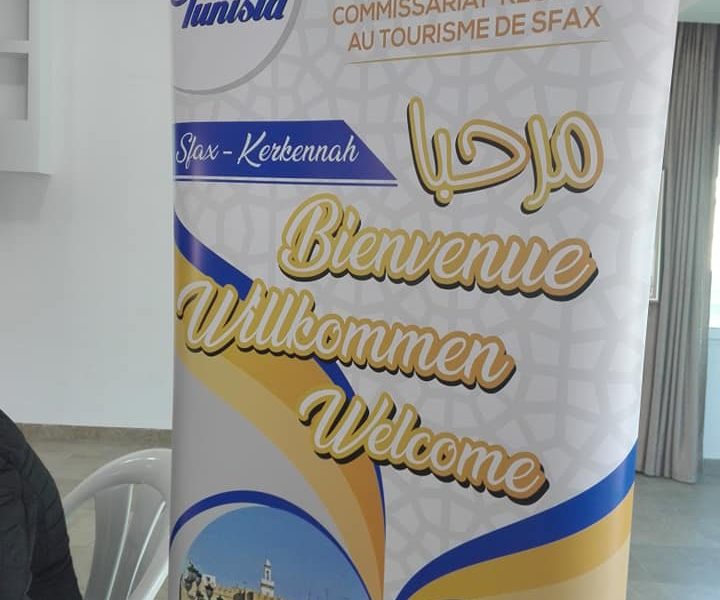 Tunisia
COMMISSARIAT
AU TOURISME DE SFAX
مرحبا
Sfax - Kerkennah
Bienvenue
Willkommen
Welcome